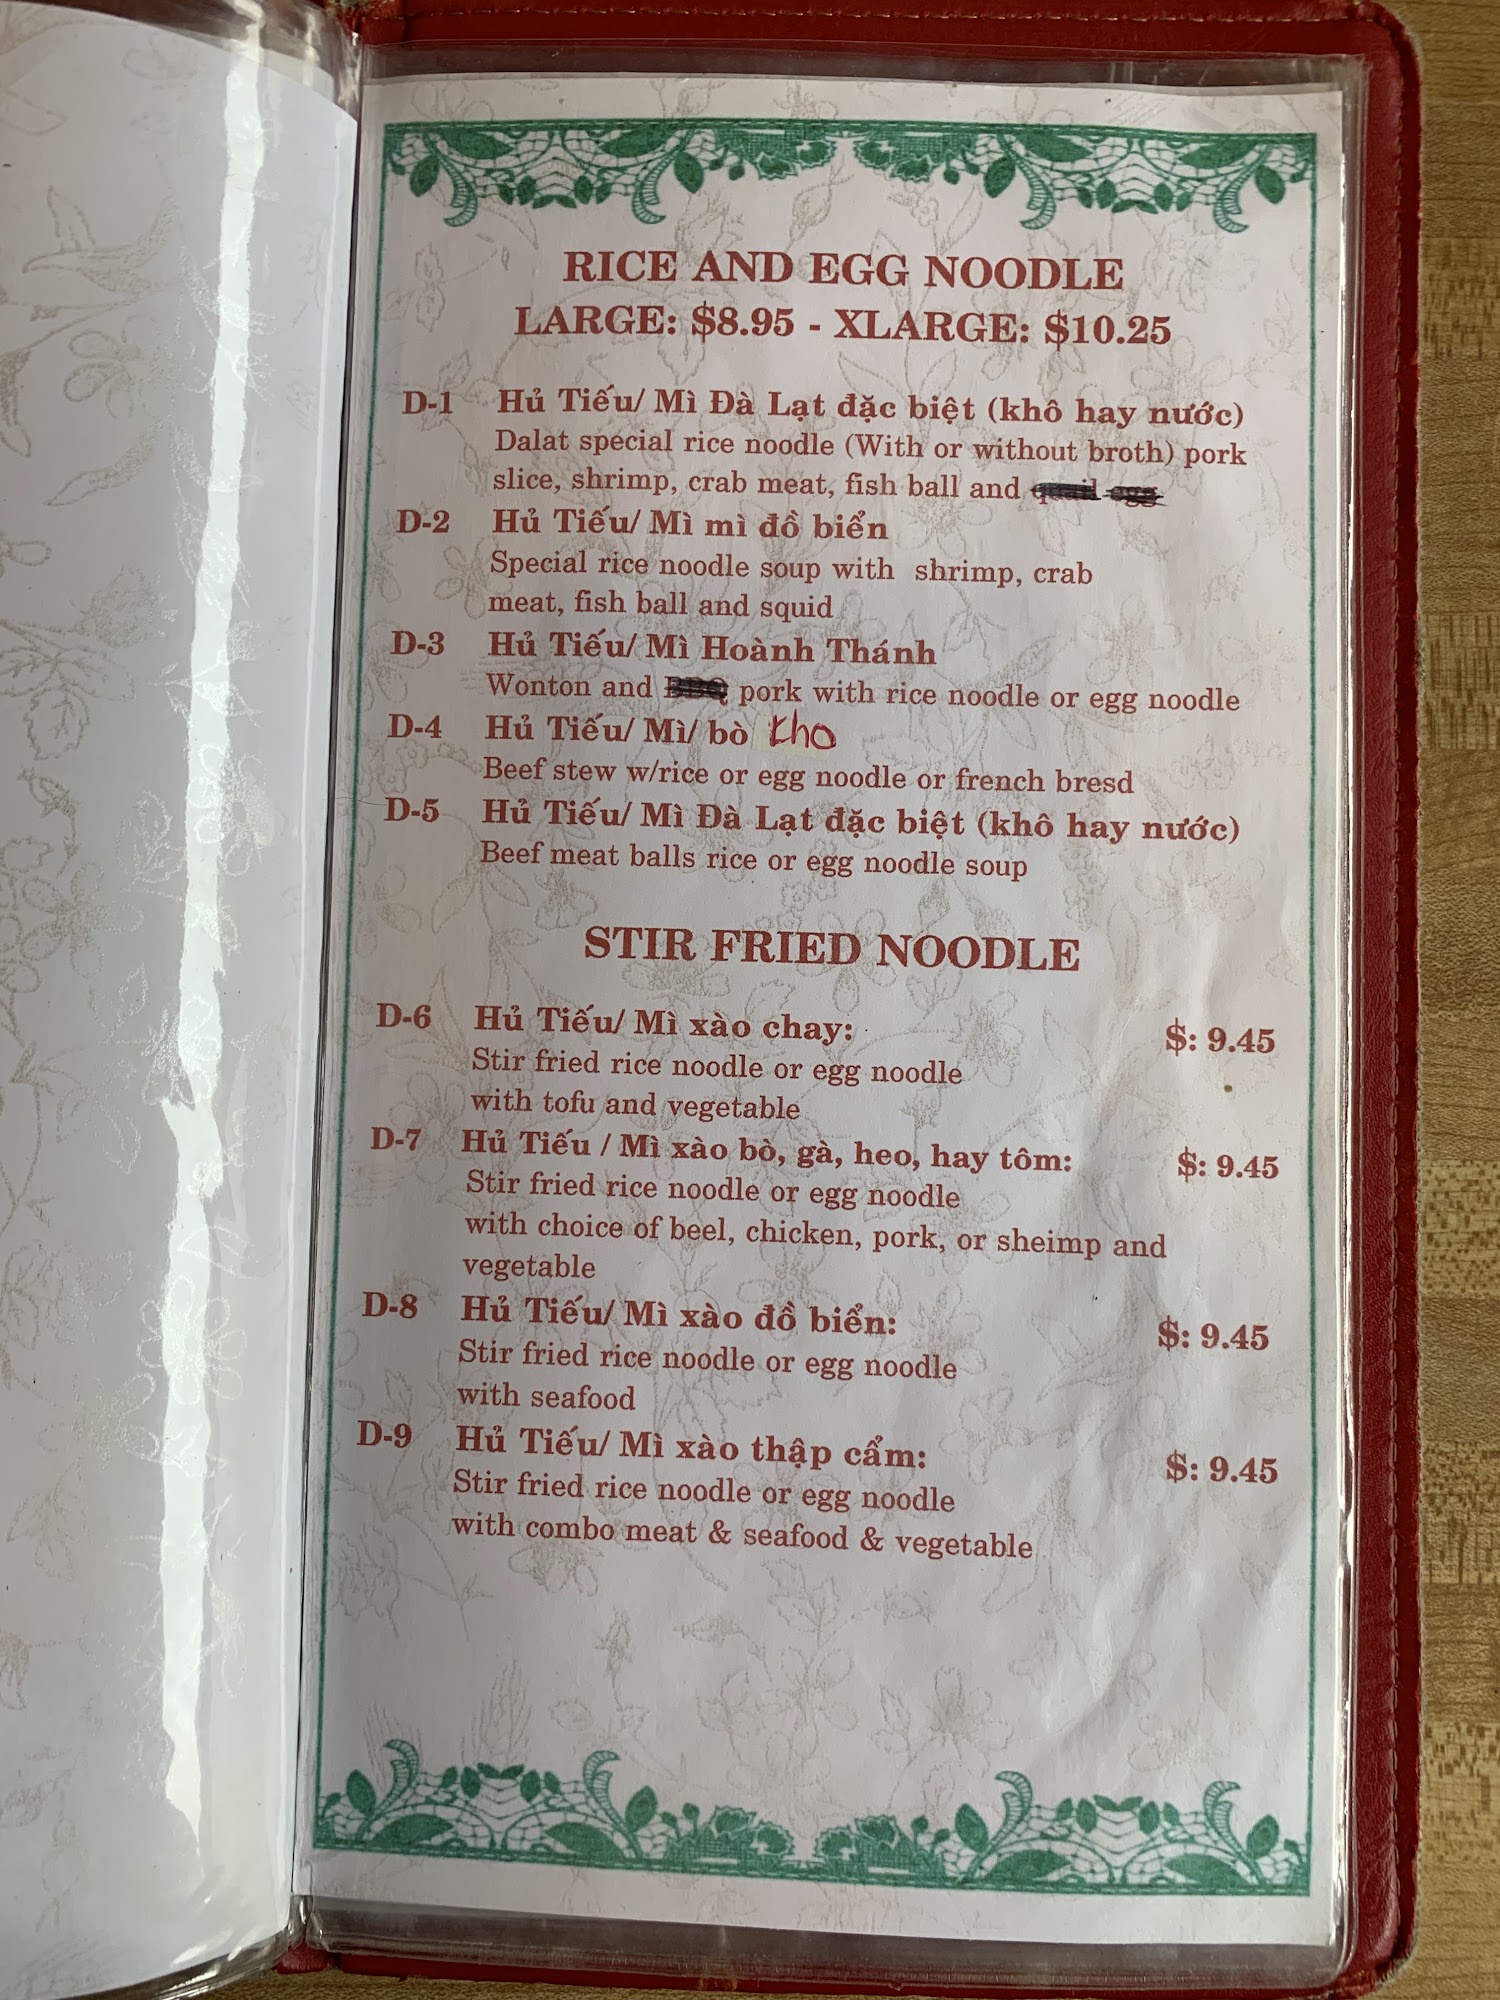 RICE AND EGG NOODLE
LARGE: $8.95 - XLARGE: $10.25
D-1 Hủ Tiếu/ Mì Đà Lạt đặc biệt (khô hay nước)
Dalat special rice noodle (With or without broth) pork
slice, shrimp, crab meat, fish ball and quail egg
D-2 Hủ Tiếu/ Mì mì đồ biển
Special rice noodle soup with shrimp, crab
meat, fish ball and squid
D-3 Hủ Tiếu/ Mì Hoành Thánh
Wonton and BBQ pork with rice noodle or egg noodle
D-4 Hủ Tiếu/ Mì/ bò kho
Beef stew w/rice or egg noodle or french bresd
D-5 Hủ Tiếu/ Mì Đà Lạt đặc biệt (khô hay nước)
Beef meat balls rice or egg noodle soup
STIR FRIED NOODLE
D-6 Hủ Tiếu/ Mì xào chay: $: 9.45
Stir fried rice noodle or egg noodle
with tofu and vegetable
D-7 Hủ Tiếu / Mì xào bò, gà, heo, hay tôm: $: 9.45
Stir fried rice noodle or egg noodle
with choice of beel, chicken, pork, or sheimp and
vegetable
D-8 Hủ Tiếu/ Mì xào đồ biển: $: 9.45
Stir fried rice noodle or egg noodle
with seafood
D-9 Hủ Tiếu/ Mì xào thập cẩm: $: 9.45
Stir fried rice noodle or egg noodle
with combo meat & seafood & vegetable